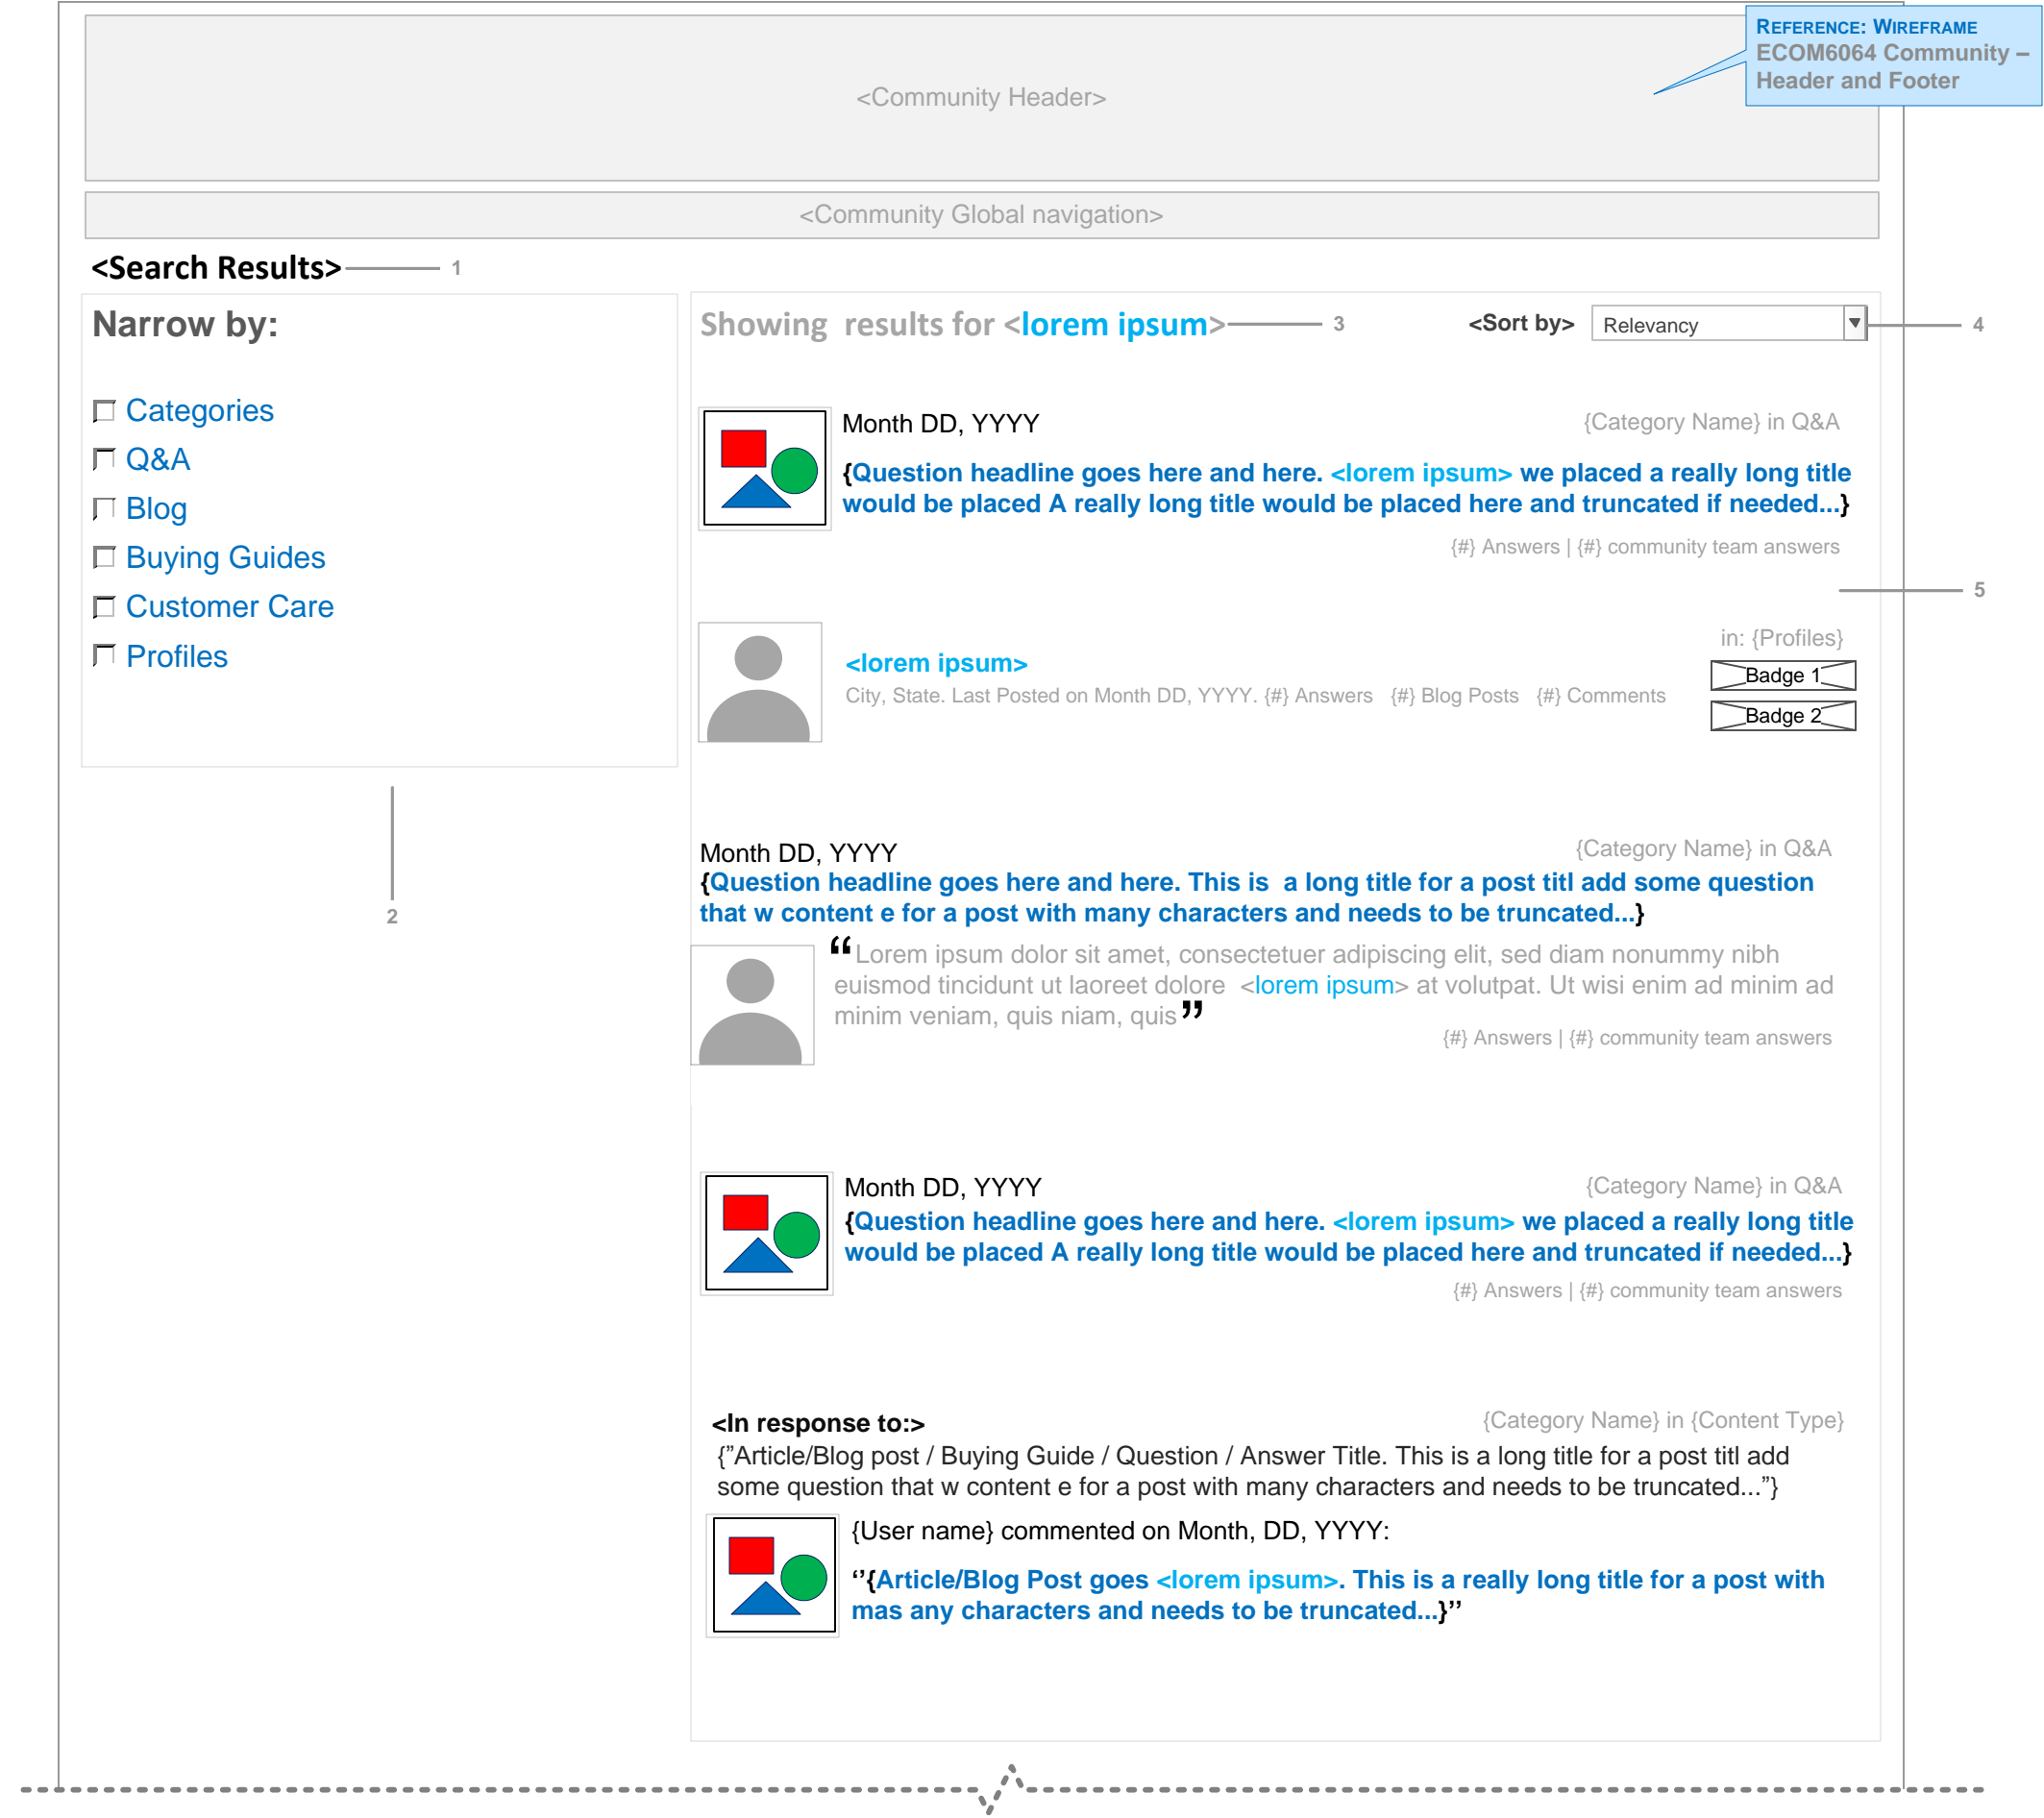 REFERENCE: WIREFRAME
ECOM6064 Community –
Header and Footer
<Community Header>
<Community Global navigation>
<Search Results>
1
Narrow by:
Categories
Q&A
Blog
Buying Guides
Customer Care
Profiles
2
Showing  results for <lorem ipsum>
3
<Sort by>
Relevancy
4
Month DD, YYYY
{Category Name} in Q&A
{Question headline goes here and here. <lorem ipsum> we placed a really long title
would be placed A really long title would be placed here and truncated if needed...}
{#} Answers | {#} community team answers
5
in: {Profiles}
<lorem ipsum>
City, State. Last Posted on Month DD, YYYY. {#} Answers   {#} Blog Posts   {#} Comments
Badge 1
Badge 2
Month DD, YYYY
{Category Name} in Q&A
{Question headline goes here and here. This is  a long title for a post titl add some question
that w content e for a post with many characters and needs to be truncated...}
“Lorem ipsum dolor sit amet, consectetuer adipiscing elit, sed diam nonummy nibh
euismod tincidunt ut laoreet dolore  <lorem ipsum> at volutpat. Ut wisi enim ad minim ad
minim veniam, quis niam, quis”
{#} Answers | {#} community team answers
Month DD, YYYY
{Category Name} in Q&A
{Question headline goes here and here. <lorem ipsum> we placed a really long title
would be placed A really long title would be placed here and truncated if needed...}
{#} Answers | {#} community team answers
<In response to:>
{Category Name} in {Content Type}
{”Article/Blog post / Buying Guide / Question / Answer Title. This is a long title for a post titl add
some question that w content e for a post with many characters and needs to be truncated...”}
{User name} commented on Month, DD, YYYY:
‘’{Article/Blog Post goes <lorem ipsum>. This is a really long title for a post with
mas any characters and needs to be truncated...}’’